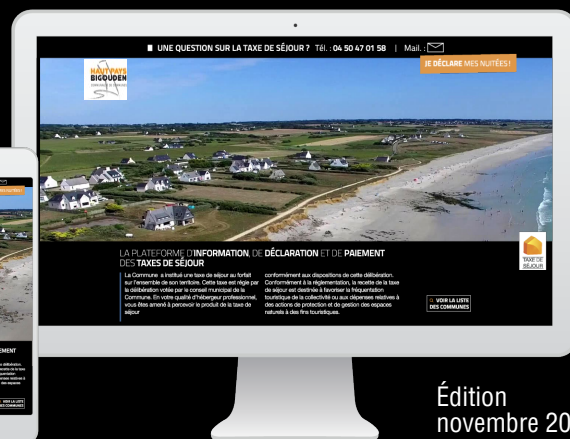 UNE QUESTION SUR LA TAXE DE SÉJOUR ? Tél. : 04 50 47 01 58 | Mail. :
JE DÉCLARE MES NUITÉES !
HAUT PAYS
BIGOUDEN
LA PLATEFORME D'INFORMATION, DE DÉCLARATION ET DE PAIEMENT
DES TAXES DE SÉJOUR
La Commune a institué une taxe de séjour au forfait
sur l'ensemble de son territoire. Cette taxe est régie par
la délibération votée par le conseil municipal de la
Commune. En votre qualité d'hébergeur professionnel,
vous êtes amené à percevoir le produit de la taxe de
séjour
conformément aux dispositions de cette délibération.
Conformément à la réglementation, la recette de la taxe
de séjour est destinée à favoriser la fréquentation
touristique de la collectivité ou aux dépenses relatives à
des actions de protection et de gestion des espaces
naturels à des fins touristiques.
TAXE DE
SÉJOUR
VOIR LA LISTE
DES COMMUNES
Édition
novembre 20